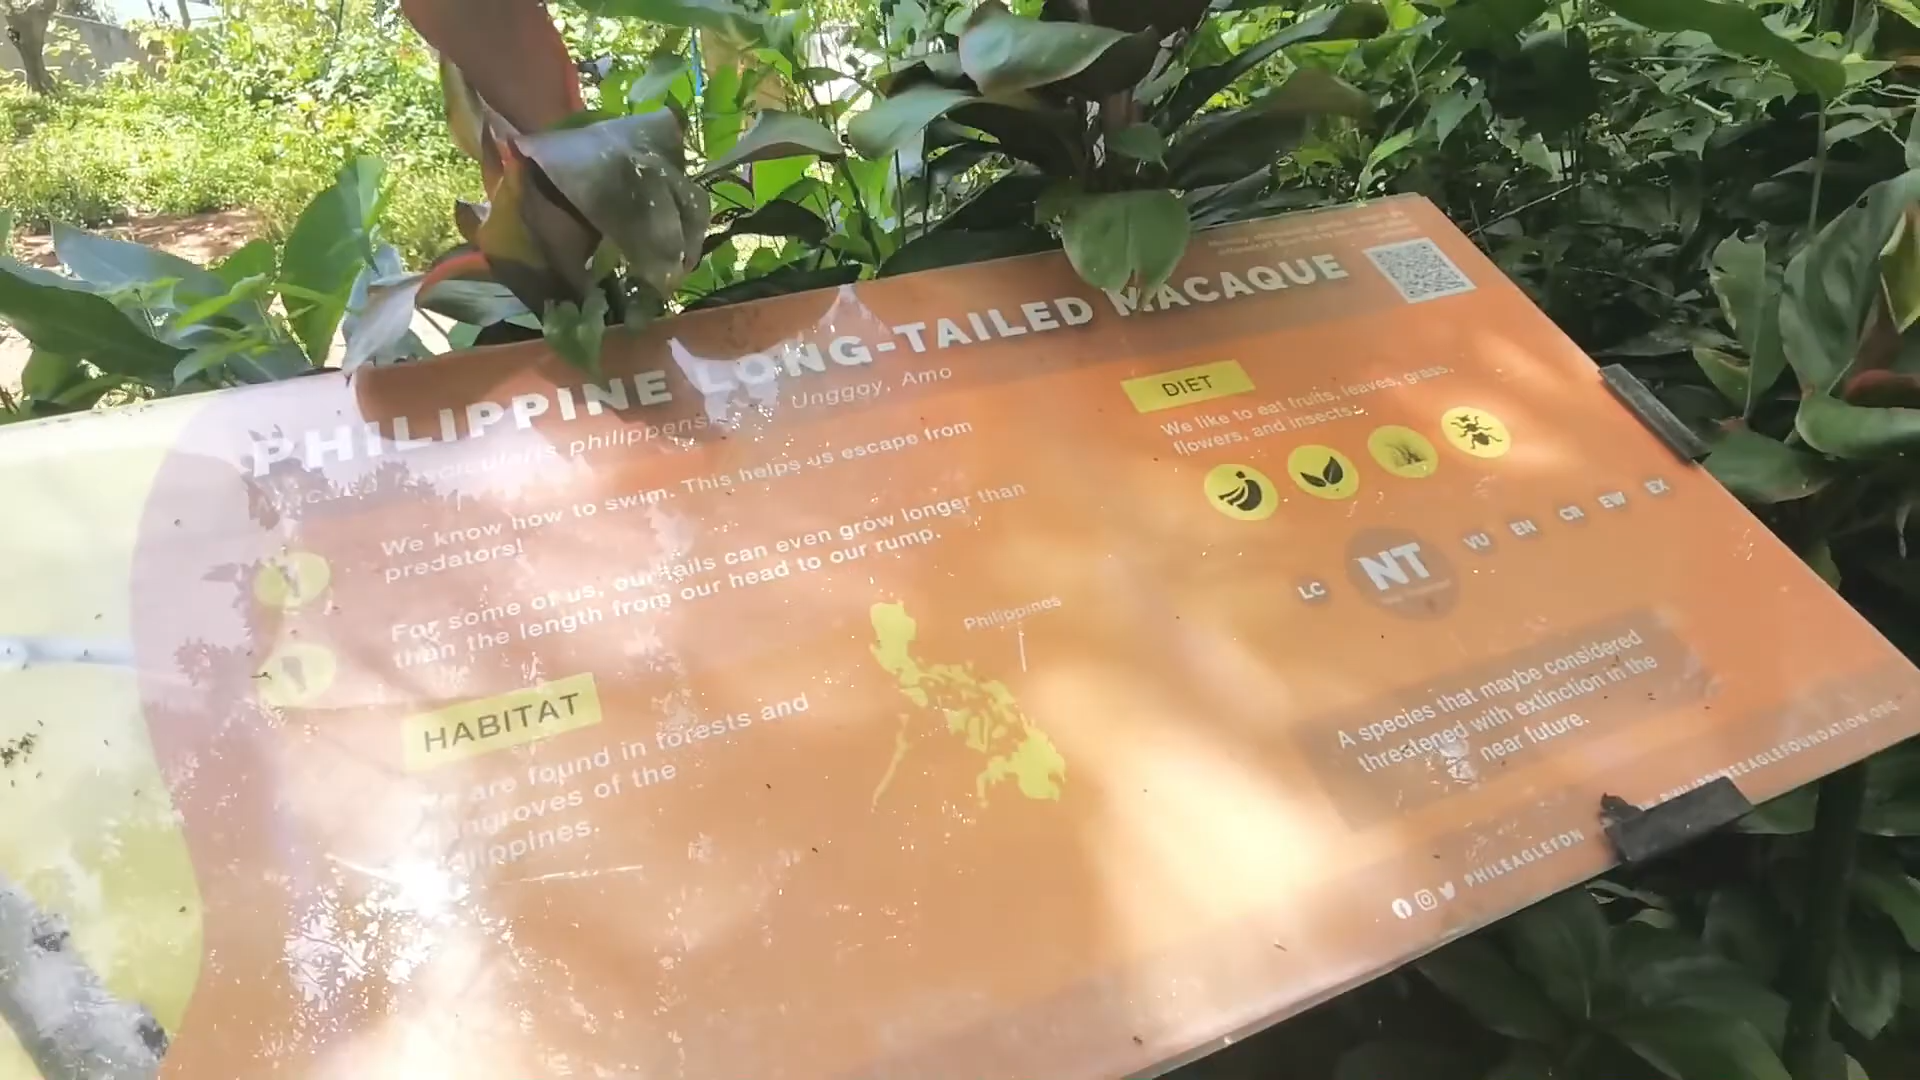 PHILIPPINE LONG-TAILED MACAQUE
philippensis Unggoy, Amo
We know how to swim. This helps us escape from
predators!
For some of us, our tails can even grow longer than
than the length from our head to our rump.
HABITAT
are found in forests and
of the
Philippines
DIET
We like to eat fruits, leaves, grass,
flowers, and insects.
LC NT VU EN CR EW EX
A species that maybe considered
threatened with extinction in the
near future.
PHILEAGLEFDN